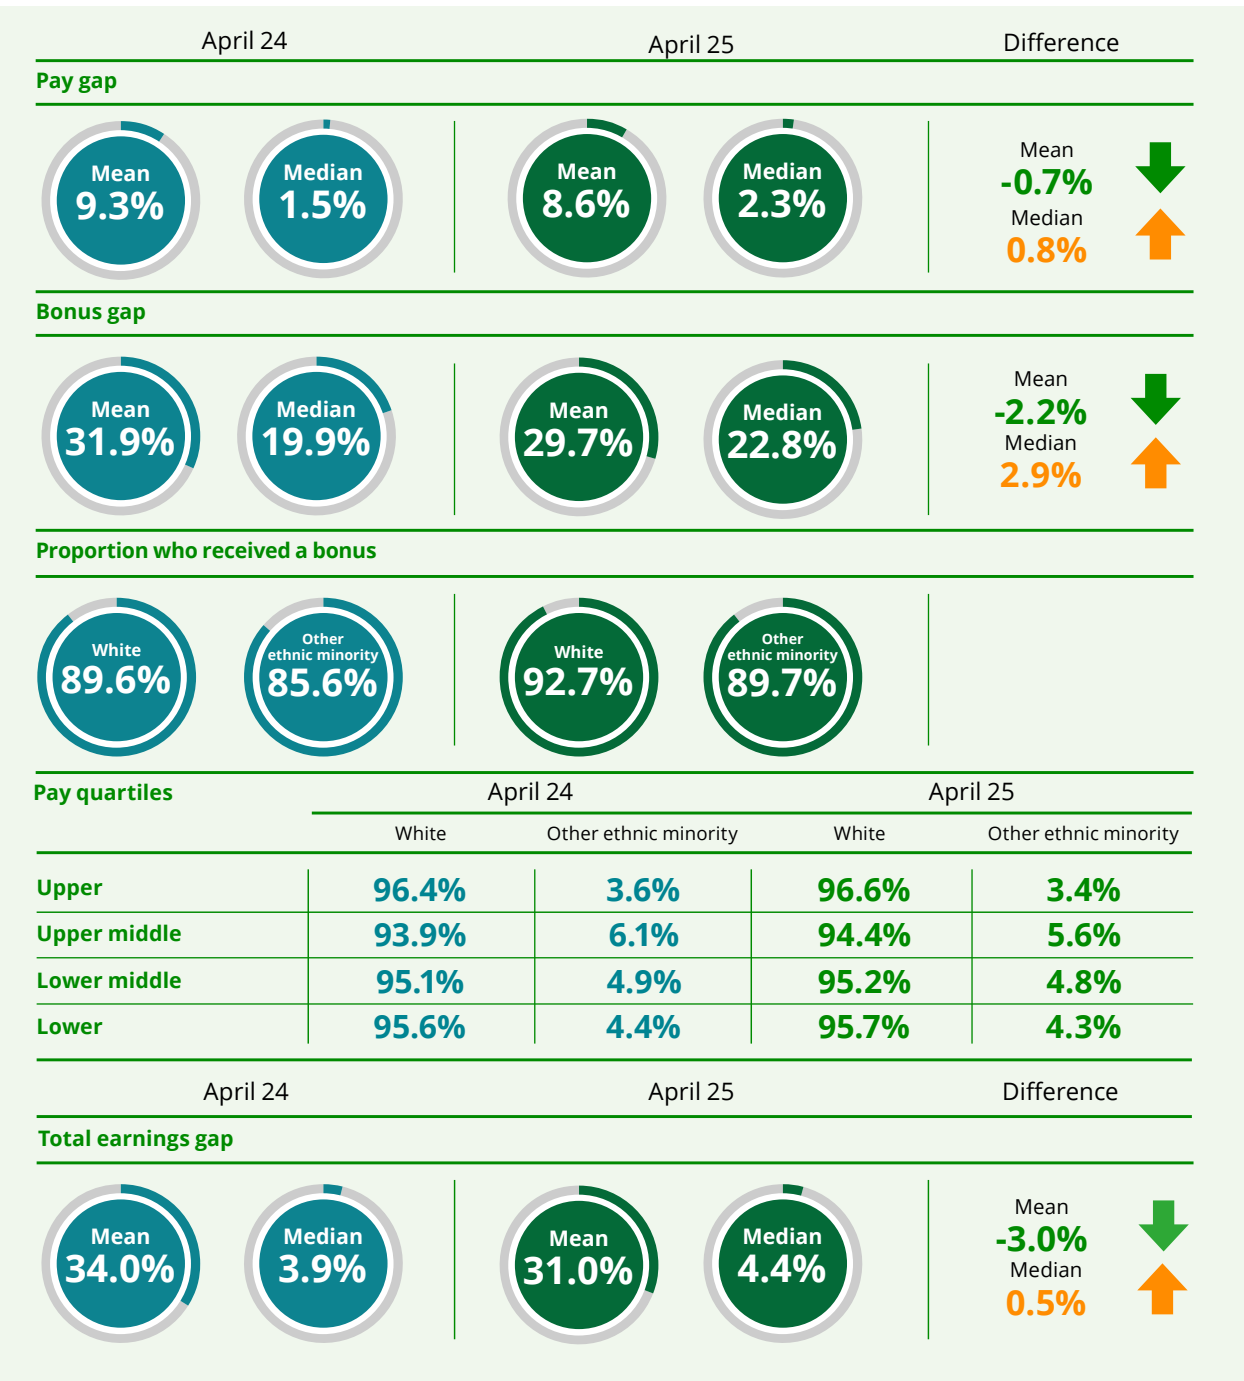 April 24 April 25 Difference
Pay gap
Mean Median Mean Median Mean
9.3% 1.5% 8.6% 2.3% -0.7%
Median
0.8%
Bonus gap
Mean Median Mean Median Mean
31.9% 19.9% 29.7% 22.8% -2.2%
Median
2.9%
Proportion who received a bonus
White
89.6%
Other
ethnic minority
85.6%
White
92.7%
Other
ethnic minority
89.7%
Pay quartiles April 24 April 25
White Other ethnic minority White Other ethnic minority
Upper 96.4% 3.6% 96.6% 3.4%
Upper middle 93.9% 6.1% 94.4% 5.6%
Lower middle 95.1% 4.9% 95.2% 4.8%
Lower 95.6% 4.4% 95.7% 4.3%
April 24 April 25 Difference
Total earnings gap
Mean Median Mean Median Mean
34.0% 3.9% 31.0% 4.4% -3.0%
Median
0.5%